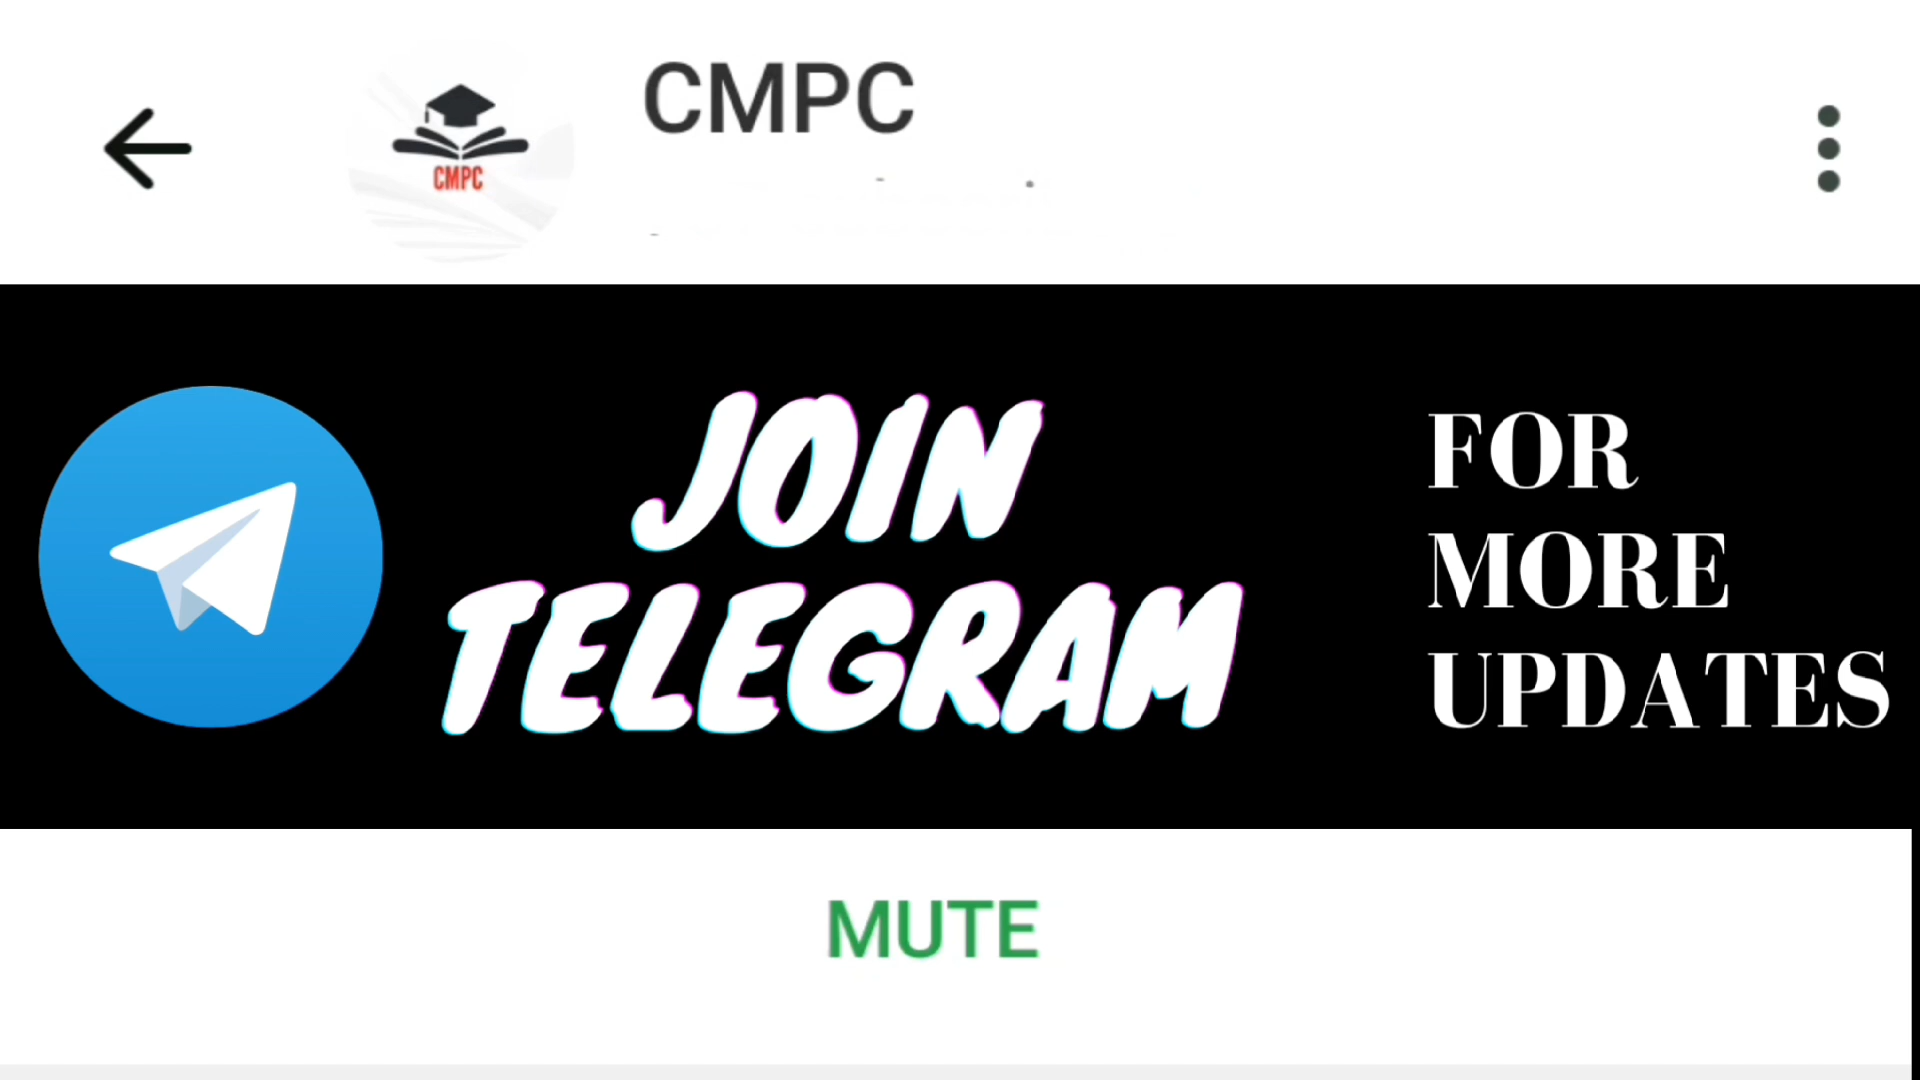 CMPC
CMPC
JOIN
TELEGRAM
FOR
MORE
UPDATES
MUTE